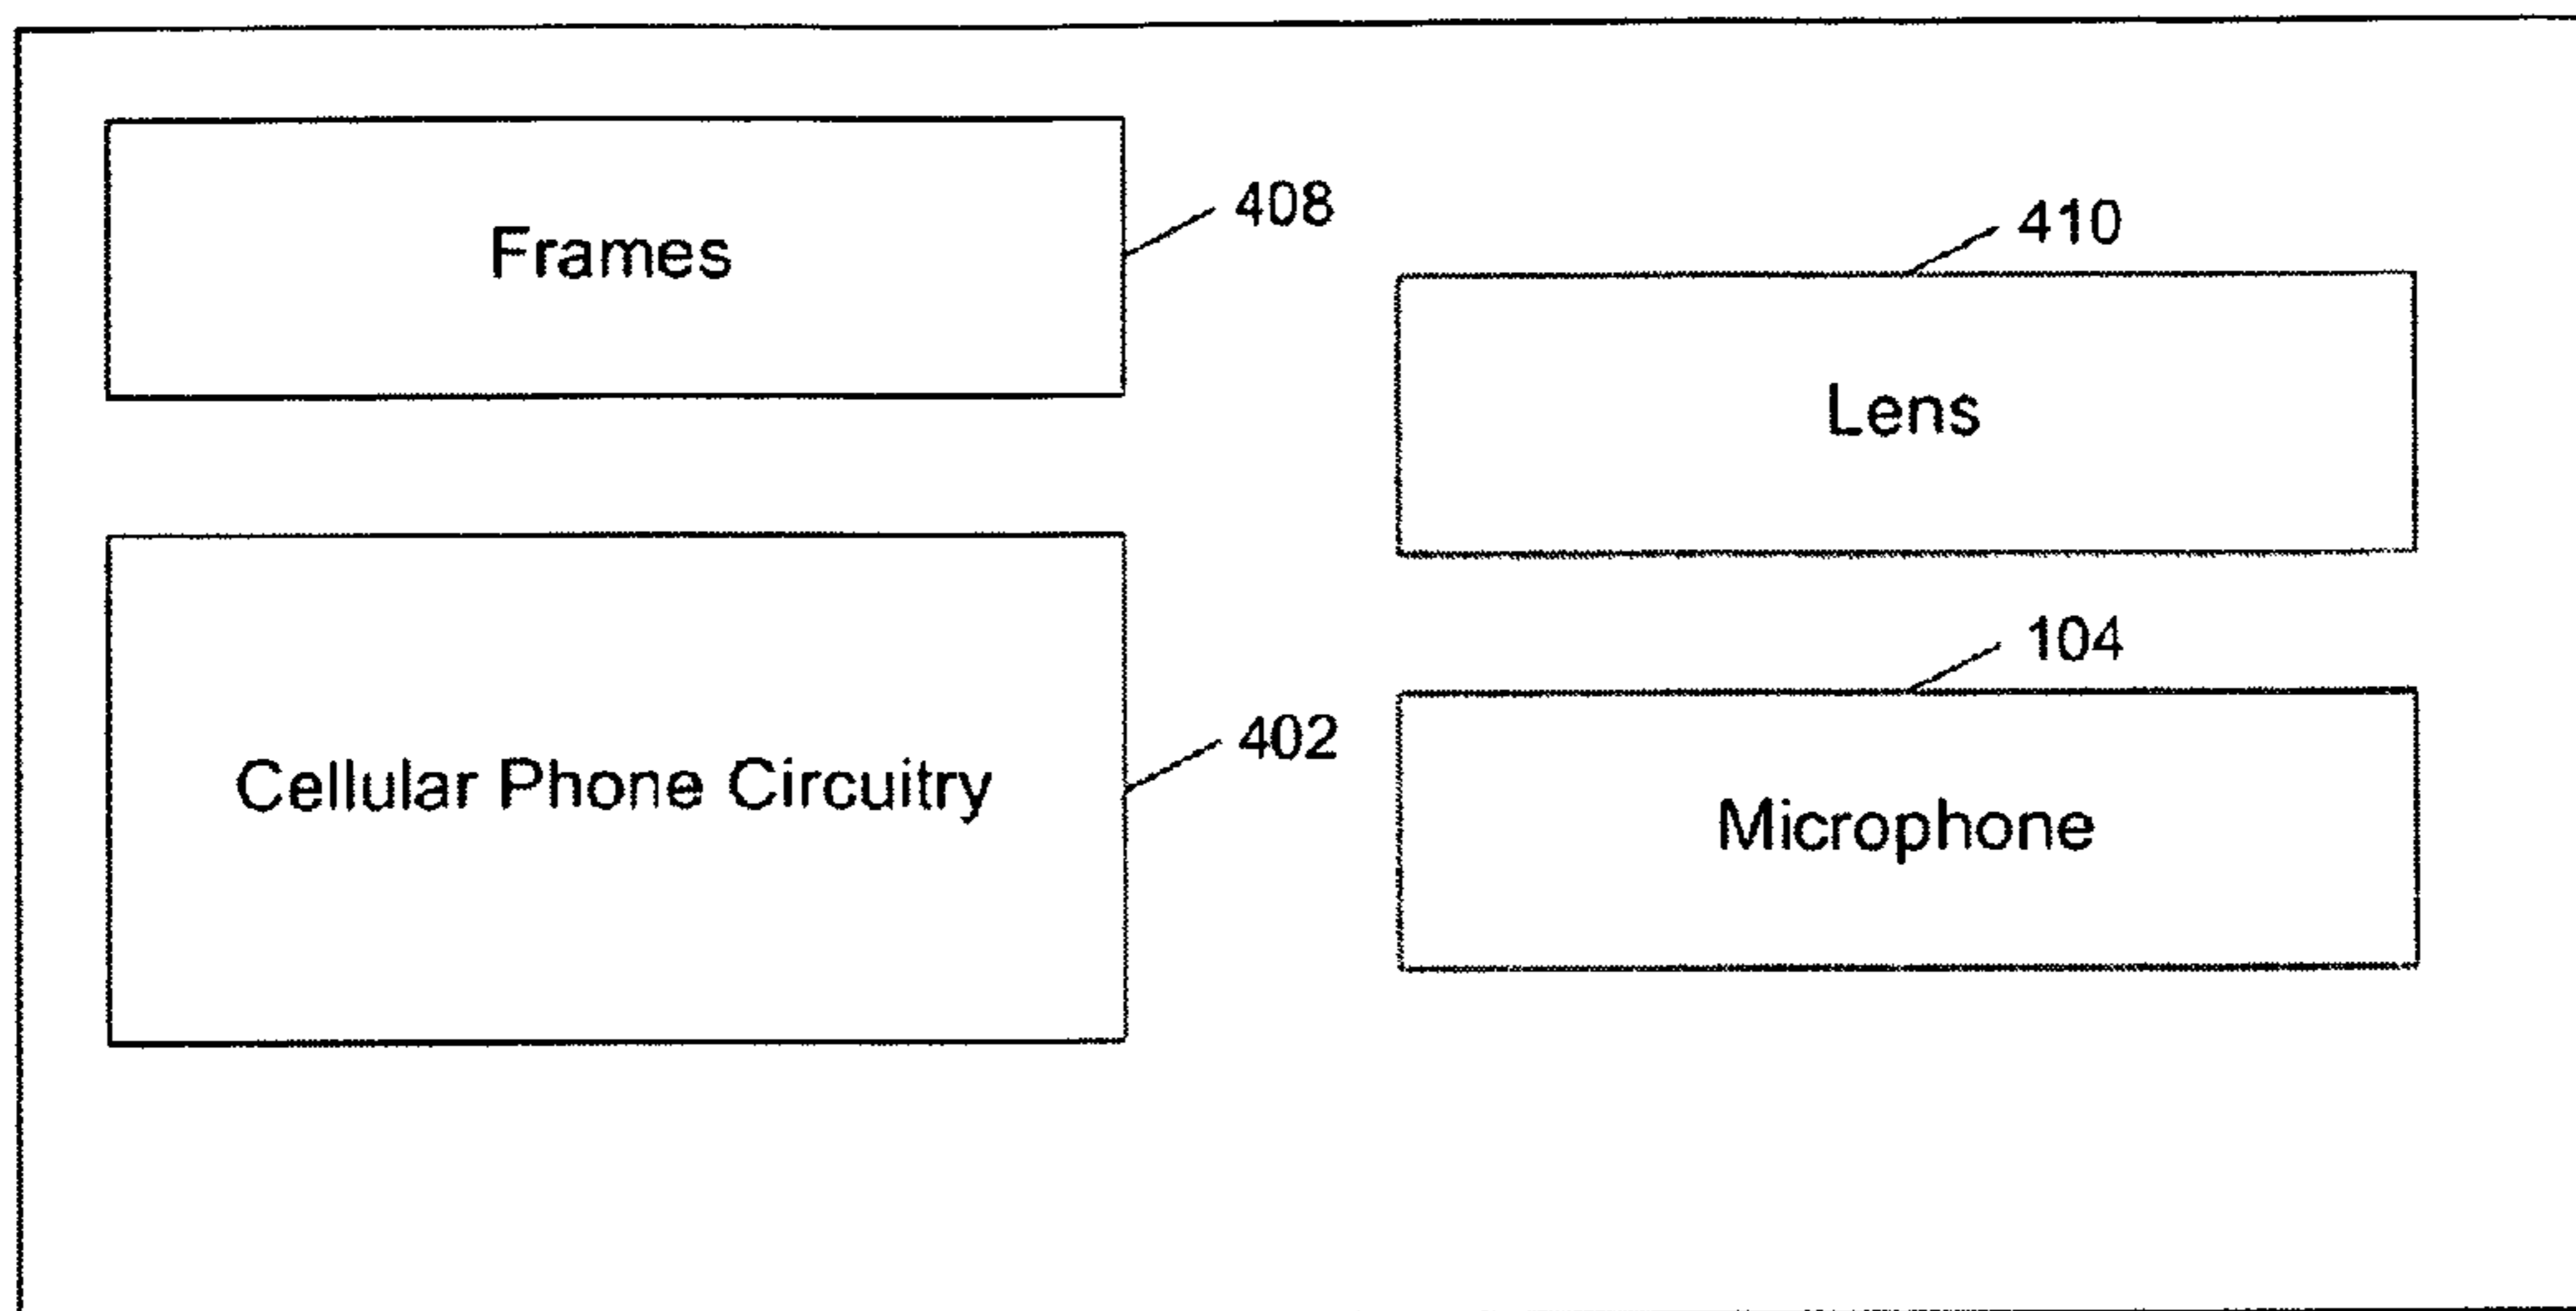 Frames
408
410
Lens
Cellular Phone Circuitry
402
104
Microphone